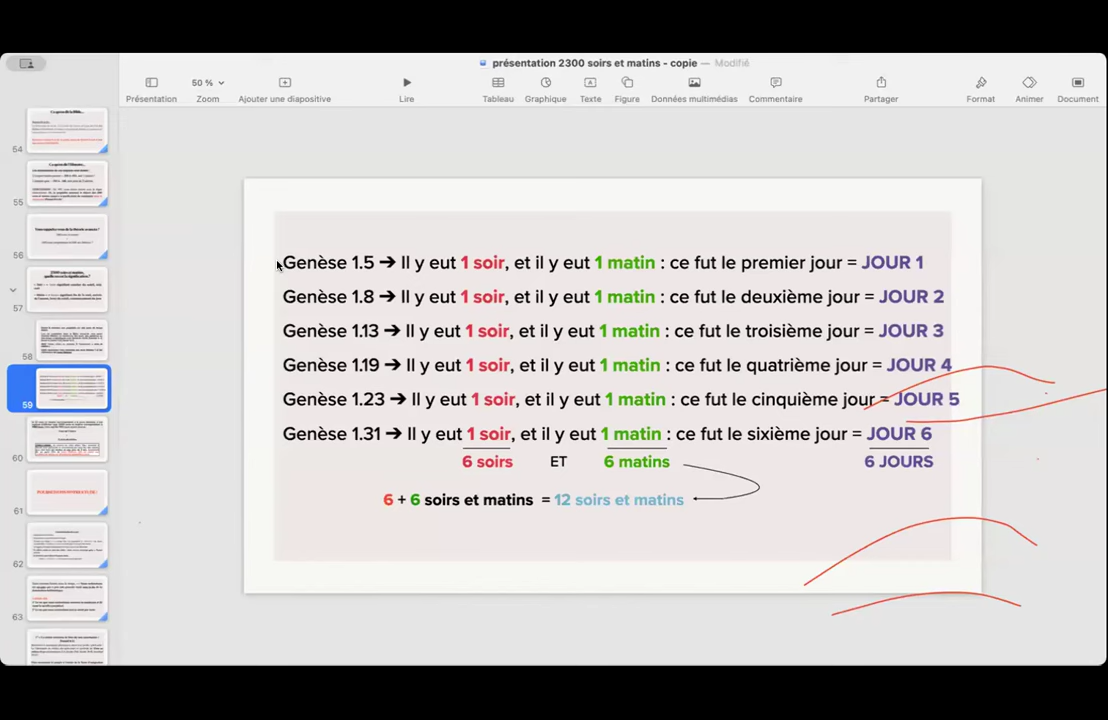 présentation 2300 soirs et matins - copie — Modifié
50 %
Présentation Zoom Ajouter une diapositive Lire Tableau Graphique Texte Figure Données multimédias Commentaire Partager Format Animer Document
54
55
56
57
58
59
60
61
62
63
Genèse 1.5 ➔ Il y eut 1 soir, et il y eut 1 matin : ce fut le premier jour = JOUR 1
Genèse 1.8 ➔ Il y eut 1 soir, et il y eut 1 matin : ce fut le deuxième jour = JOUR 2
Genèse 1.13 ➔ Il y eut 1 soir, et il y eut 1 matin : ce fut le troisième jour = JOUR 3
Genèse 1.19 ➔ Il y eut 1 soir, et il y eut 1 matin : ce fut le quatrième jour = JOUR 4
Genèse 1.23 ➔ Il y eut 1 soir, et il y eut 1 matin : ce fut le cinquième jour = JOUR 5
Genèse 1.31 ➔ Il y eut 1 soir, et il y eut 1 matin : ce fut le sixième jour = JOUR 6
6 soirs ET 6 matins 6 JOURS
6 + 6 soirs et matins = 12 soirs et matins